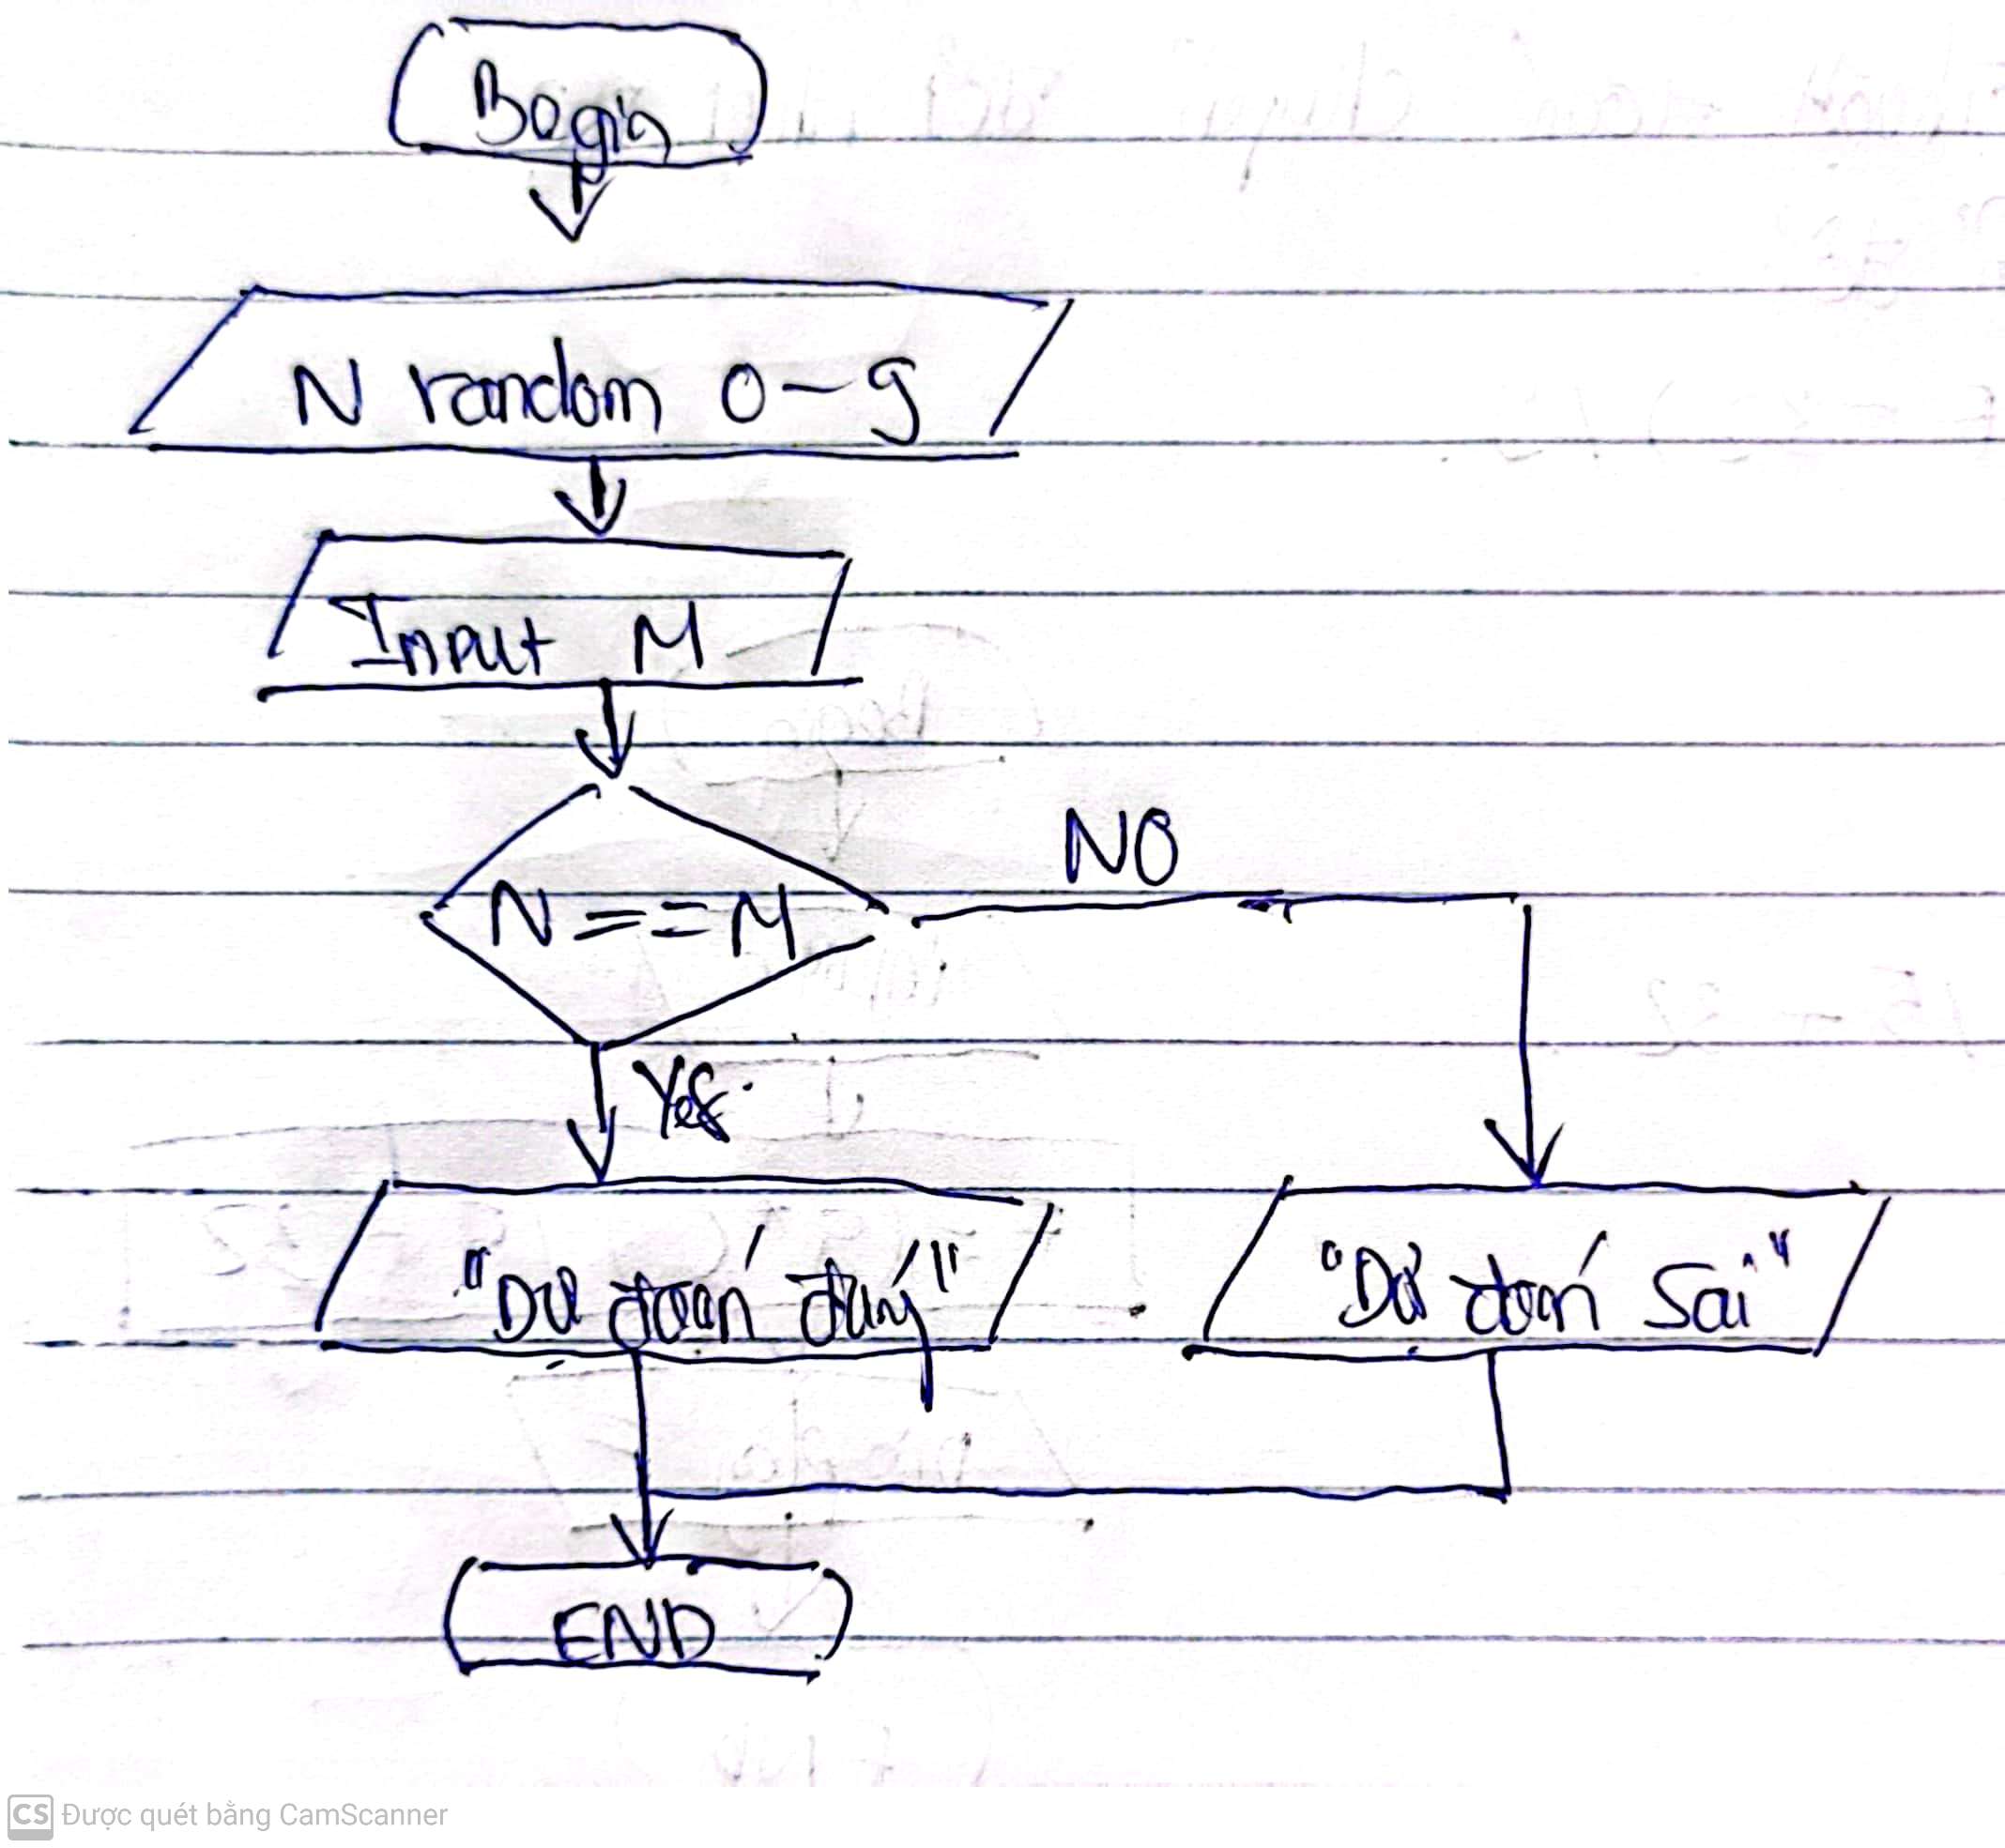 Begin
N random 0-9
Input M
N==M
NO
Yes
"Dự đoán đúng"
"Dự đoán sai"
END
CS Được quét bằng CamScanner